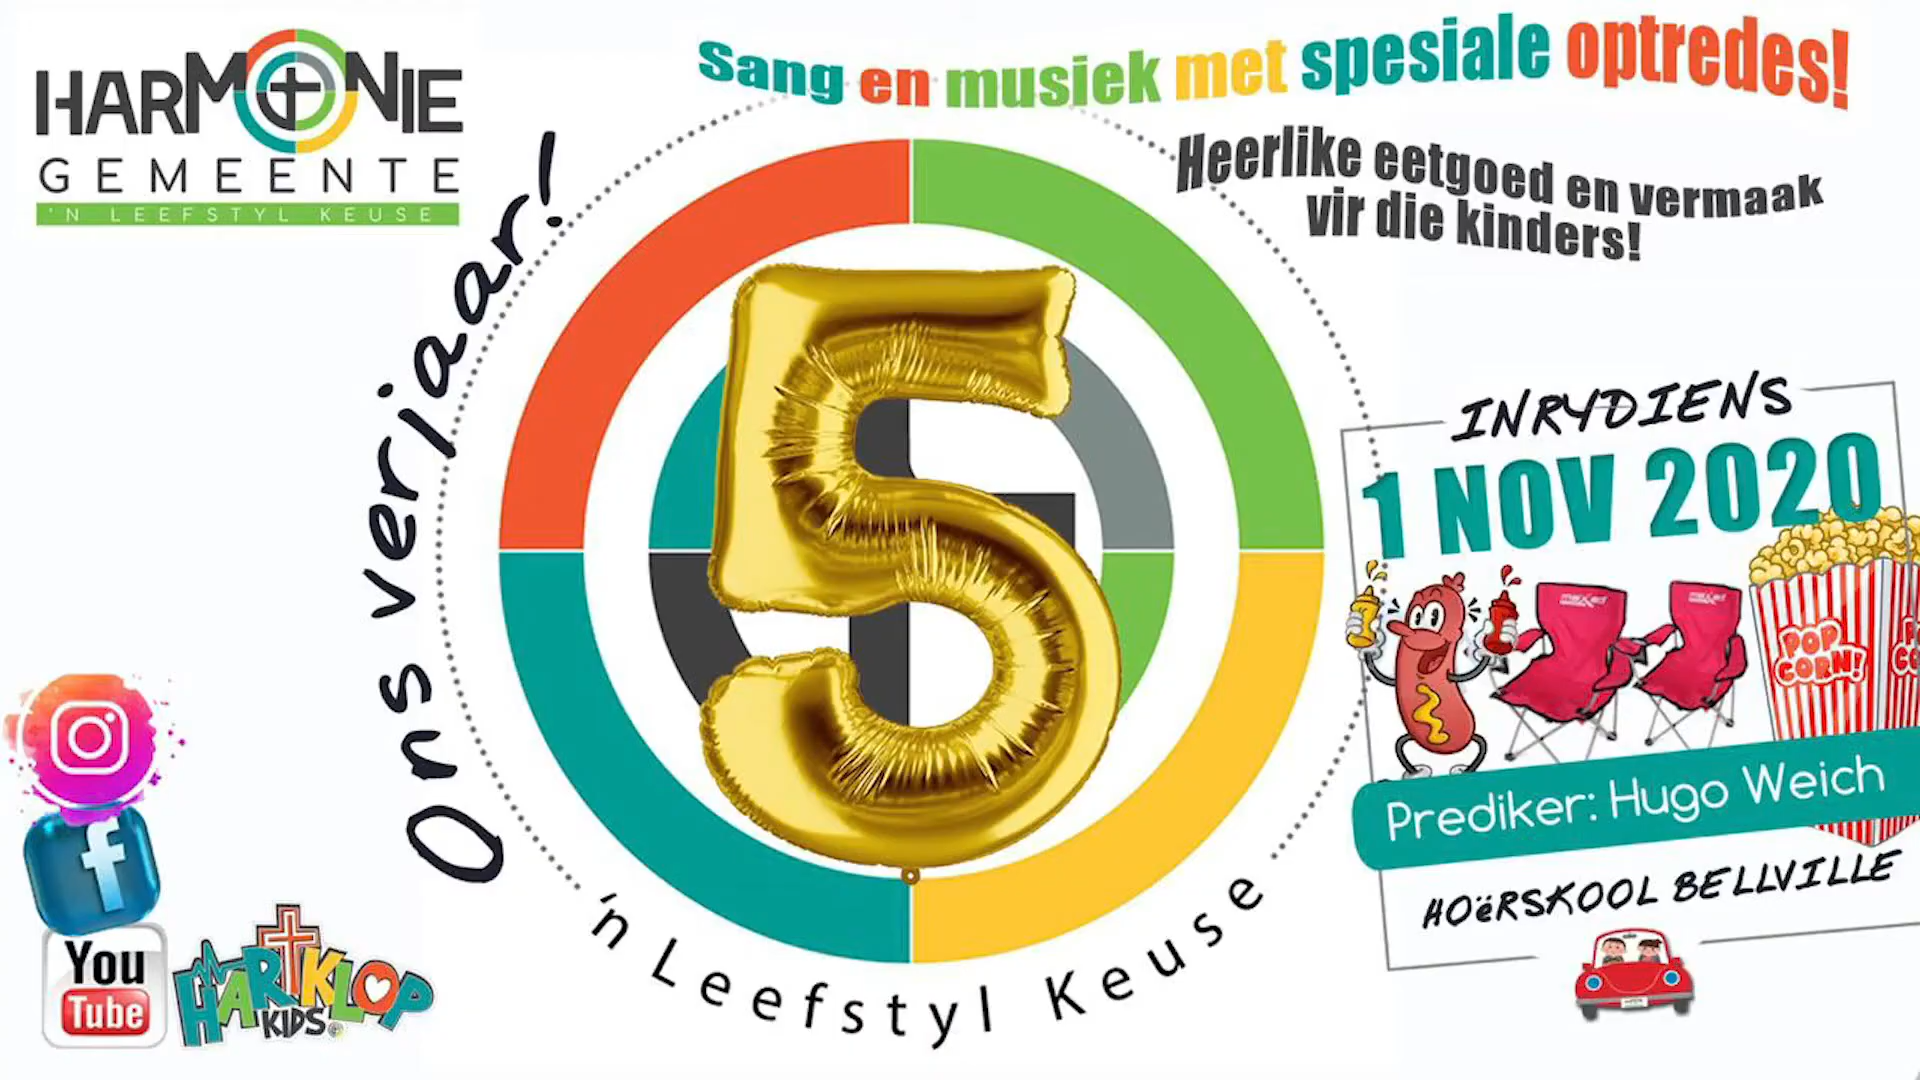 HARMONIE
GEMEENTE
'N LEEFSTYL KEUSE
Sang en musiek met spesiale optredes!
Heerlike eetgoed en vermaak
vir die kinders!
Ons verjaar!
5
'n Leefstyl Keuse
INRYDIENS
1 NOV 2020
POP
CORN!
Prediker: Hugo Weich
HOëRSKOOL BELLVILLE
You
Tube
HARTKLOP
KIDS